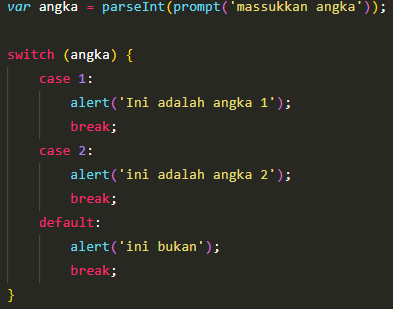 var angka = parseInt(prompt('massukkan angka'));
switch (angka) {
case 1:
alert('Ini adalah angka 1');
break;
case 2:
alert('ini adalah angka 2');
break;
default:
alert('ini bukan');
break;
}